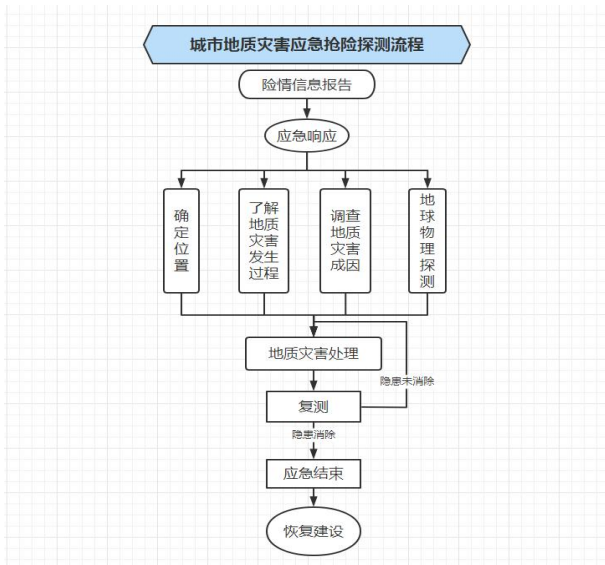 城市地质灾害应急抢险探测流程
险情信息报告
应急响应
确定位置
了解
地质
灾害
发生
过程
调查
地质
灾害
成因
地球物理探测
地质灾害处理
隐患未消除
复测
隐患消除
应急结束
恢复建设